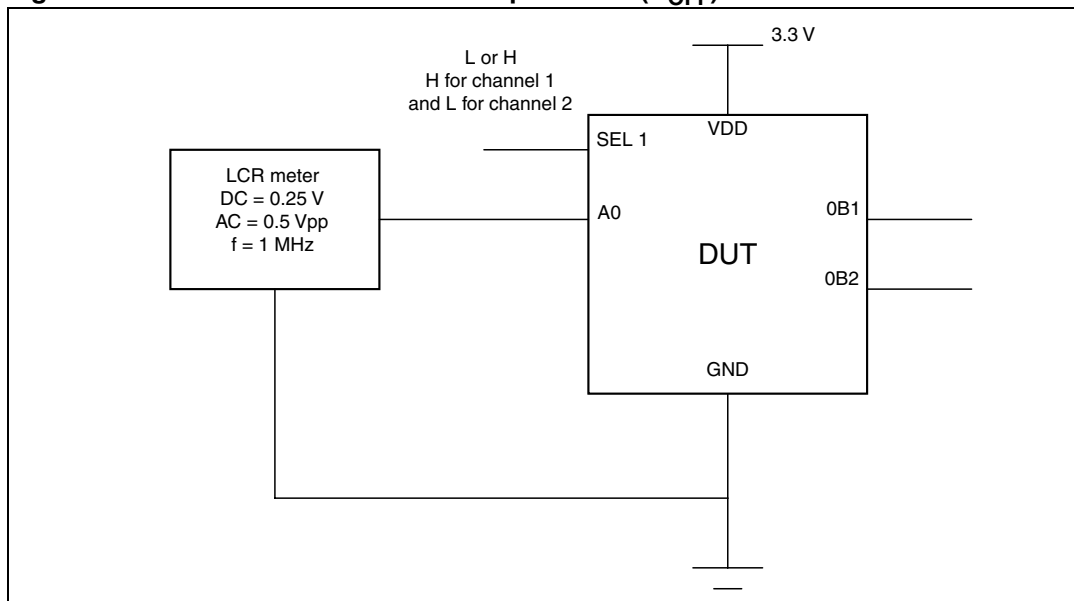 3.3 V
L or H
H for channel 1
and L for channel 2
VDD
SEL 1
LCR meter
DC = 0.25 V
AC = 0.5 Vpp
f = 1 MHz
A0
0B1
DUT
0B2
GND